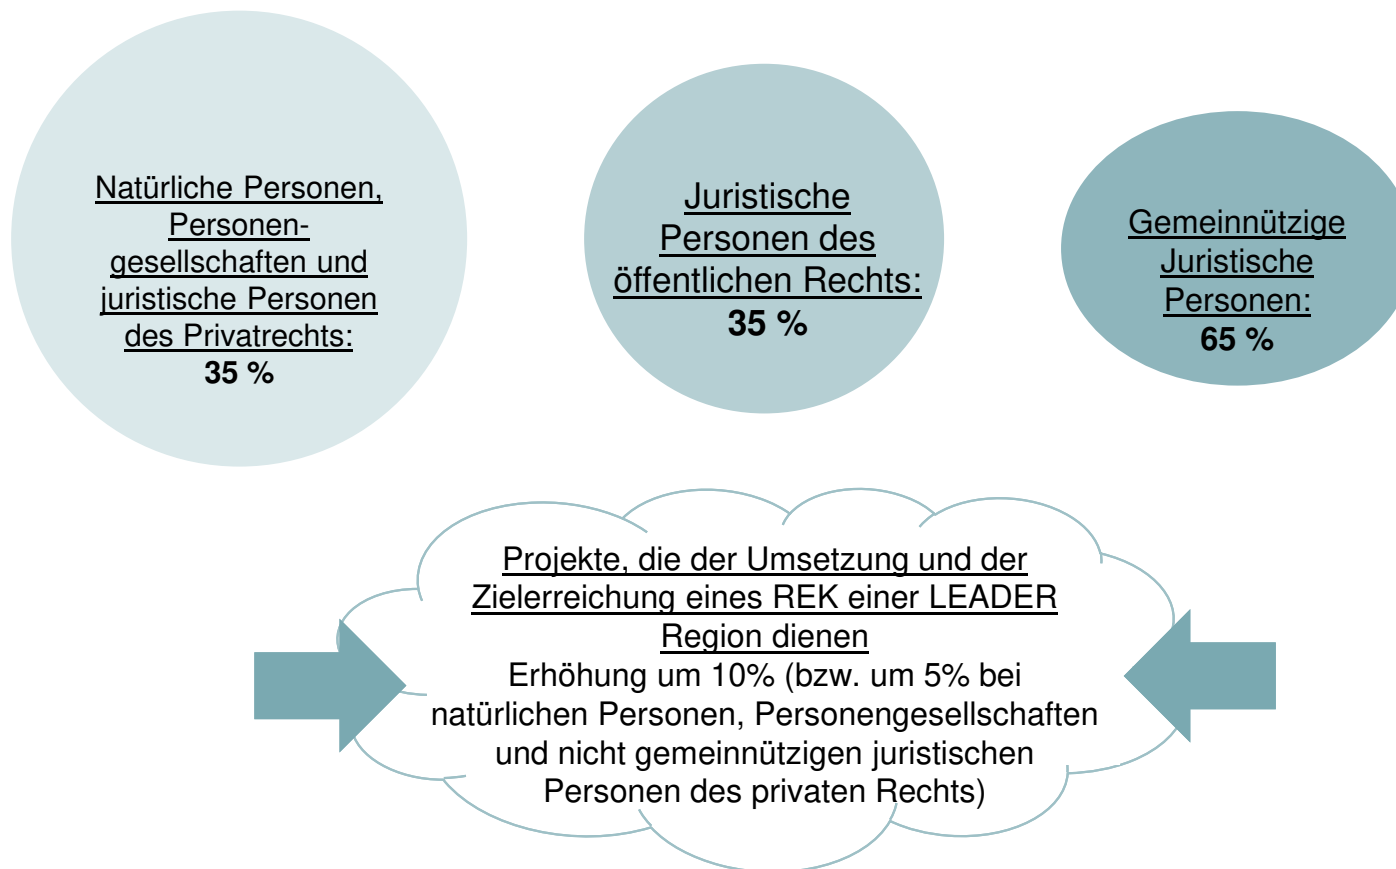 Natürliche Personen,
Personen-
gesellschaften und
juristische Personen
des Privatrechts:
35 %
Juristische
Personen des
öffentlichen Rechts:
35 %
Gemeinnützige
Juristische
Personen:
65 %
Projekte, die der Umsetzung und der
Zielerreichung eines REK einer LEADER
Region dienen
Erhöhung um 10% (bzw. um 5% bei
natürlichen Personen, Personengesellschaften
und nicht gemeinnützigen juristischen
Personen des privaten Rechts)